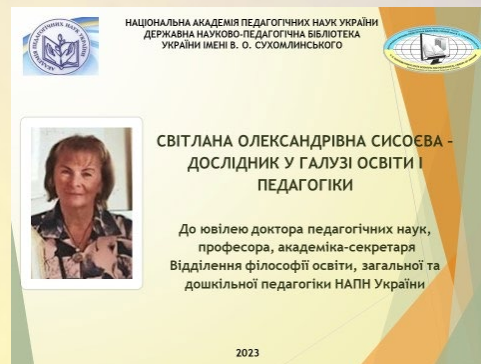 НАЦІОНАЛЬНА АКАДЕМІЯ ПЕДАГОГІЧНИХ НАУК УКРАЇНИ
ДЕРЖАВНА НАУКОВО-ПЕДАГОГІЧНА БІБЛІОТЕКА
УКРАЇНИ ІМЕНІ В. О. СУХОМЛИНСЬКОГО
СВІТЛАНА ОЛЕКСАНДРІВНА СИСОЄВА –
ДОСЛІДНИК У ГАЛУЗІ ОСВІТИ І
ПЕДАГОГІКИ
До ювілею доктора педагогічних наук,
професора, академіка-секретаря
Відділення філософії освіти, загальної та
дошкільної педагогіки НАПН України
2023